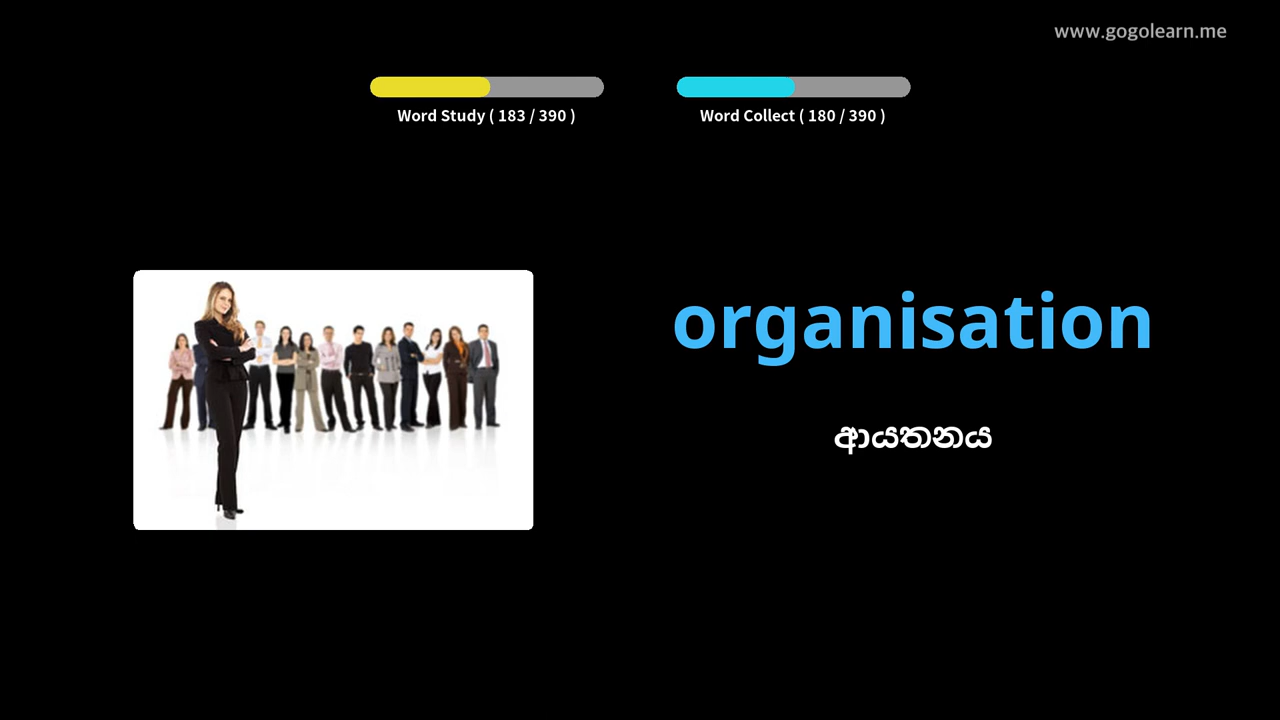 www.gogolearn.me
Word Study ( 183 / 390 )
Word Collect ( 180 / 390 )
organisation
ආයතනය